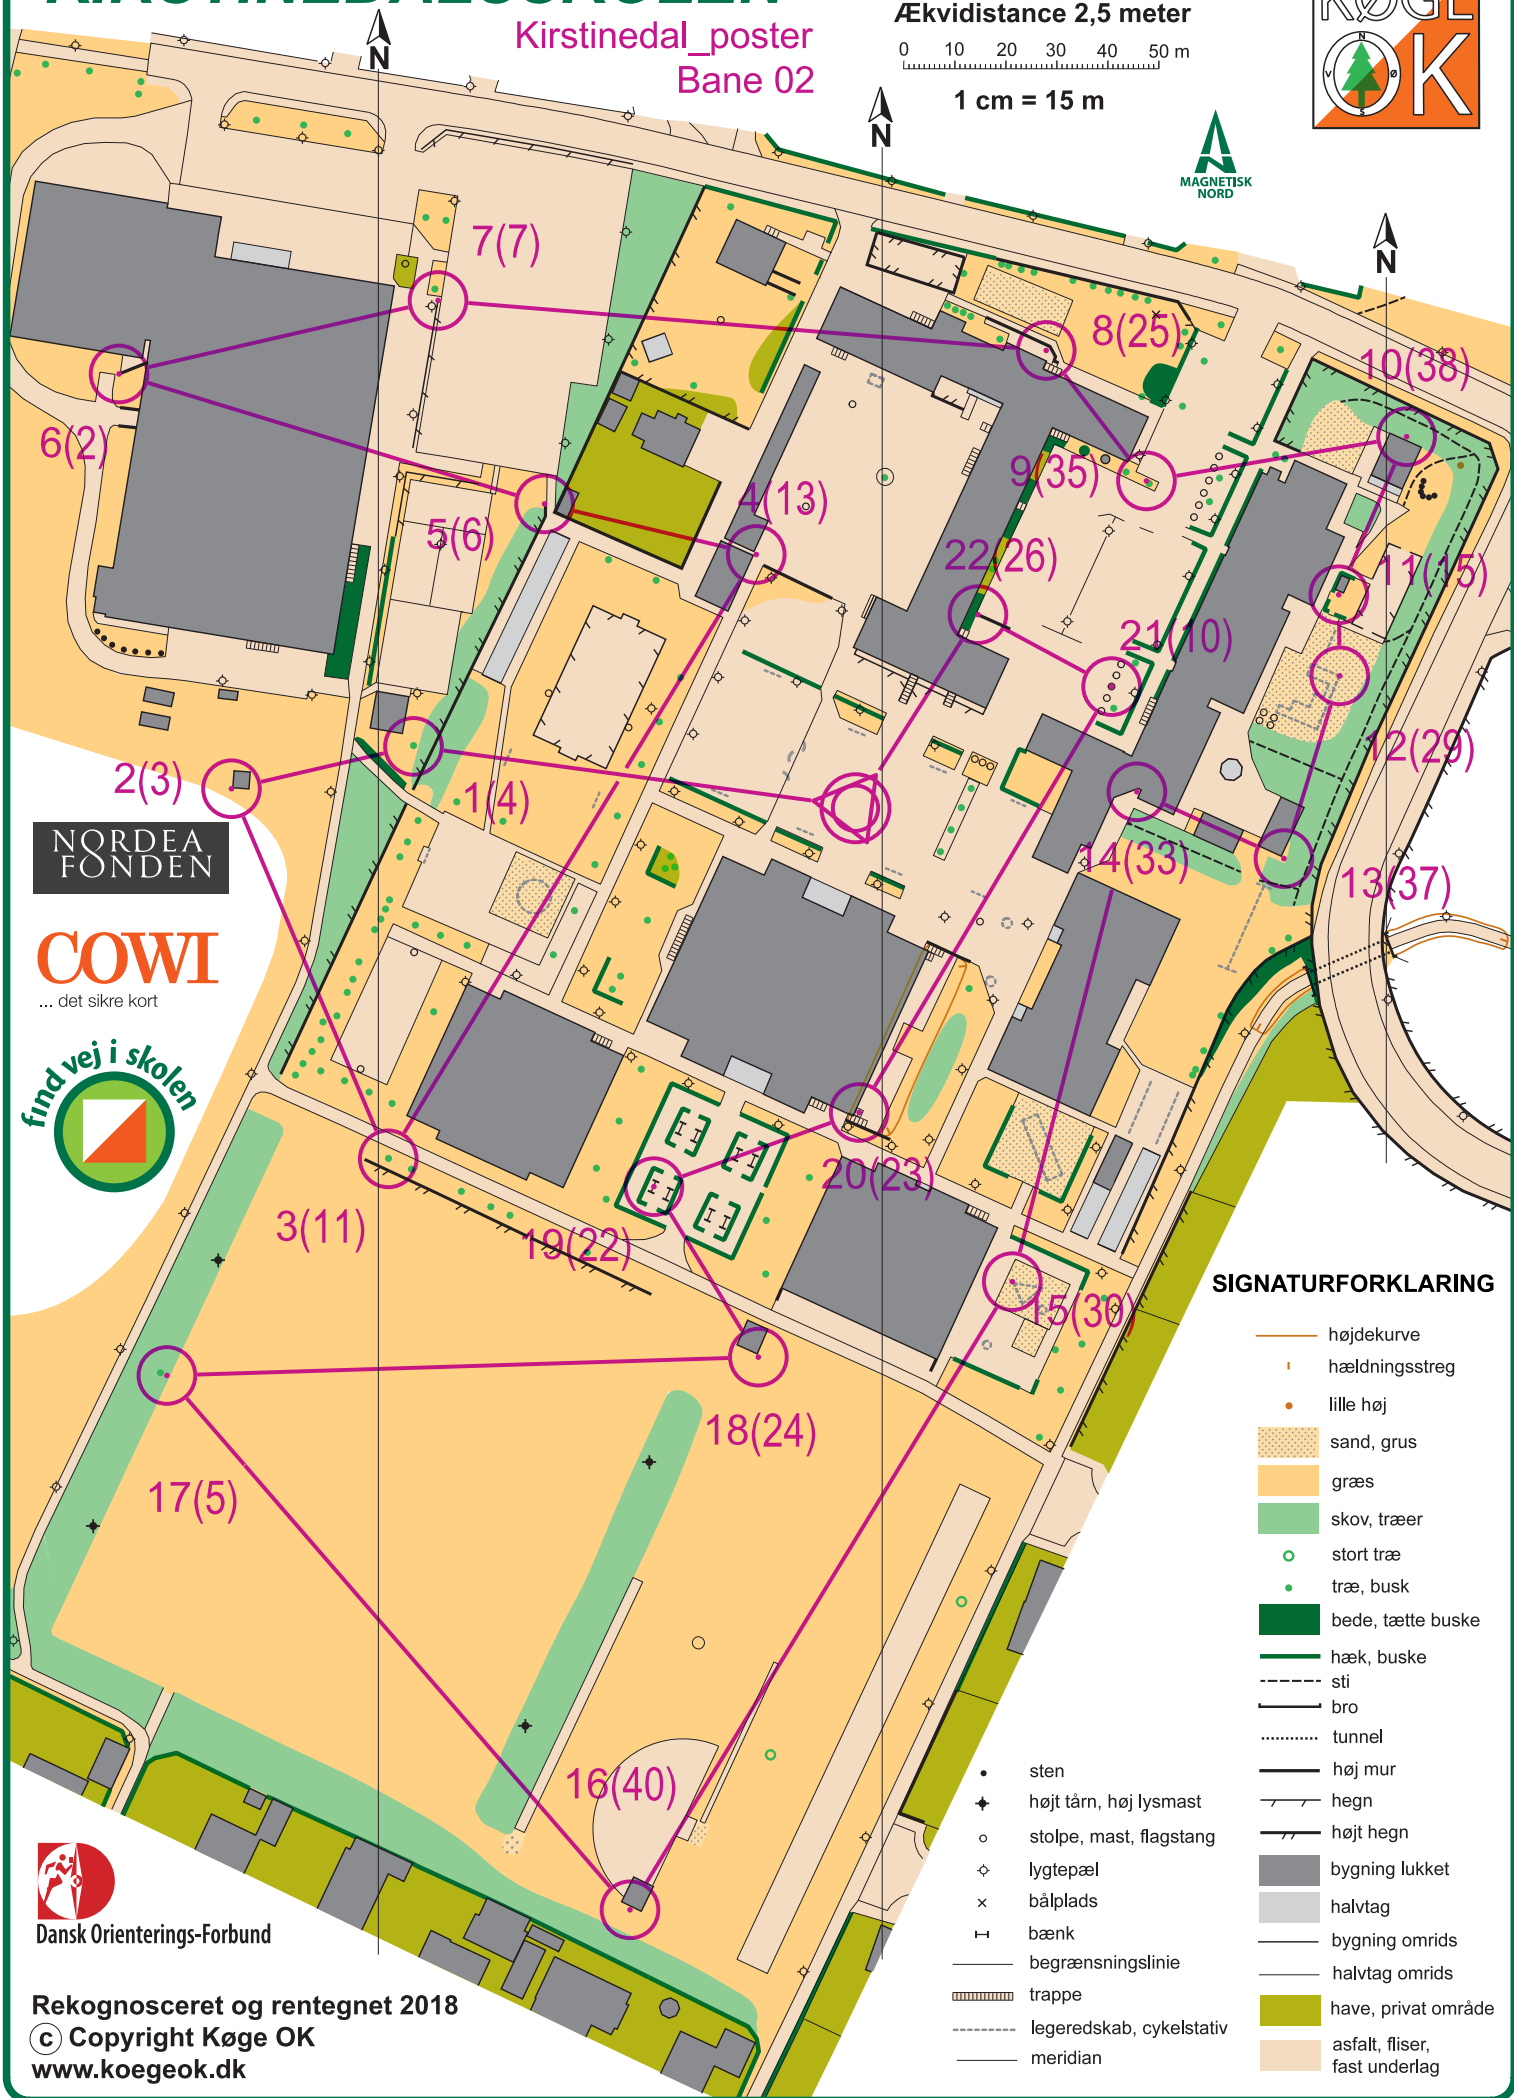 KIRSTINEDALSSKOLEN
Kirstinedal_poster
Bane 02
Ækvidistance 2,5 meter
0 10 20 30 40 50 m
1 cm = 15 m
KØGE
OK
N
V Ø
S
MAGNETISK
NORD
N
N
N
7(7)
8(25)
10(38)
6(2)
9(35)
4(13)
5(6)
22(26)
11(15)
21(10)
12(29)
2(3)
1(4)
14(33)
13(37)
NORDEA
FONDEN
COWI
... det sikre kort
find vej i skolen
20(23)
3(11)
19(22)
15(30)
18(24)
17(5)
16(40)
SIGNATURFORKLARING
højdekurve
hældningsstreg
lille høj
sand, grus
græs
skov, træer
stort træ
træ, busk
bede, tætte buske
hæk, buske
sti
bro
tunnel
høj mur
hegn
højt hegn
bygning lukket
halvtag
bygning omrids
halvtag omrids
have, privat område
asfalt, fliser,
fast underlag
sten
højt tårn, høj lysmast
stolpe, mast, flagstang
lygtepæl
bålplads
bænk
begrænsningslinie
trappe
legeredskab, cykelstativ
meridian
Dansk Orienterings-Forbund
Rekognosceret og rentegnet 2018
c Copyright Køge OK
www.koegeok.dk